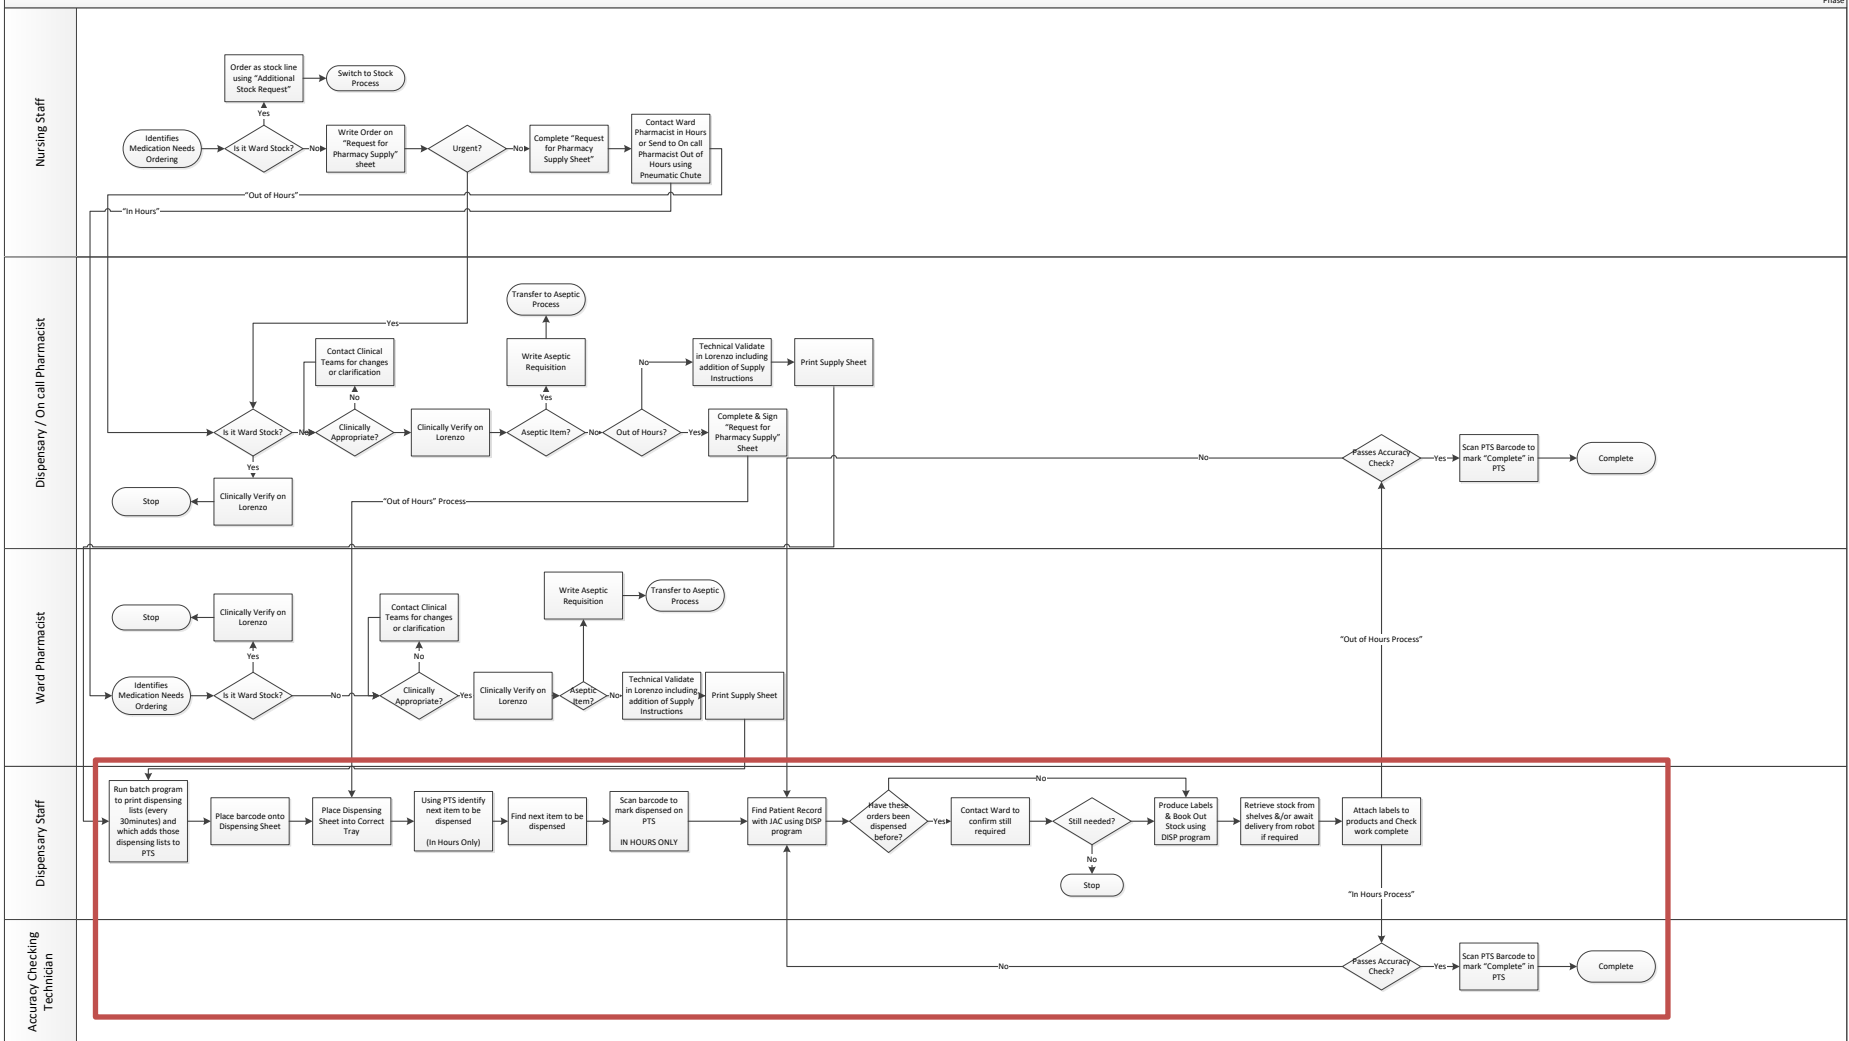 Phase
Nursing Staff
Order as stock line
using "Additional
Stock Request"
Switch to Stock
Process
Yes
Identifies
Medication Needs
Ordering
Is it Ward Stock?
No
Write Order on
"Request for
Pharmacy Supply"
sheet
Urgent?
No
Complete "Request
for Pharmacy
Supply Sheet"
Contact Ward
Pharmacist in Hours
or Send to On call
Pharmacist Out of
Hours using
Pneumatic Chute
"Out of Hours"
"In Hours"
Dispensary / On call Pharmacist
Transfer to Aseptic
Process
Yes
Contact Clinical
Teams for changes
or clarification
Write Aseptic
Requisition
No
Technical Validate
in Lorenzo including
addition of Supply
Instructions
Print Supply Sheet
No
Yes
Is it Ward Stock?
No
Clinically
Appropriate?
Clinically Verify on
Lorenzo
Aseptic Item?
No
Out of Hours?
Yes
Complete & Sign
"Request for
Pharmacy Supply"
Sheet
No
Passes Accuracy
Check?
Yes
Scan PTS Barcode to
mark "Complete" in
PTS
Complete
Yes
Stop
Clinically Verify on
Lorenzo
"Out of Hours" Process
Ward Pharmacist
Stop
Clinically Verify on
Lorenzo
Contact Clinical
Teams for changes
or clarification
Write Aseptic
Requisition
Transfer to Aseptic
Process
"Out of Hours Process"
Yes
No
Identifies
Medication Needs
Ordering
Is it Ward Stock?
No
Clinically
Appropriate?
Yes
Clinically Verify on
Lorenzo
Aseptic
Item?
No
Technical Validate
in Lorenzo including
addition of Supply
Instructions
Print Supply Sheet
Dispensary Staff
Run batch program
to print dispensing
lists (every
30minutes) and
which adds those
dispensing lists to
PTS
Place barcode onto
Dispensing Sheet
Place Dispensing
Sheet into Correct
Tray
Using PTS identify
next item to be
dispensed
(In Hours Only)
Find next item to be
dispensed
Scan barcode to
mark dispensed on
PTS
IN HOURS ONLY
Find Patient Record
with JAC using DISP
program
No
Have these
orders been
dispensed
before?
Yes
Contact Ward to
confirm still
required
Still needed?
No
Stop
Produce Labels
& Book Out
Stock using
DISP program
Retrieve stock from
shelves &/or await
delivery from robot
if required
Attach labels to
products and Check
work complete
"In Hours Process"
Accuracy Checking
Technician
No
Passes Accuracy
Check?
Yes
Scan PTS Barcode to
mark "Complete" in
PTS
Complete